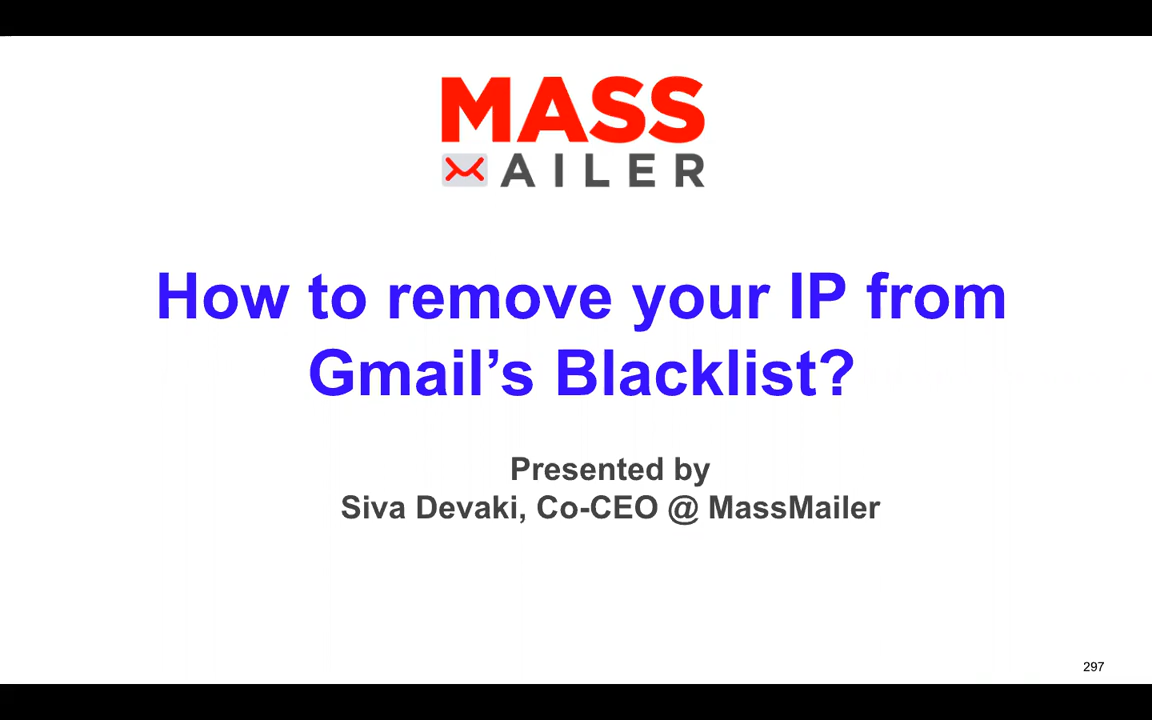 MASS
MAILER
How to remove your IP from
Gmail's Blacklist?
Presented by
Siva Devaki, Co-CEO @ MassMailer
297